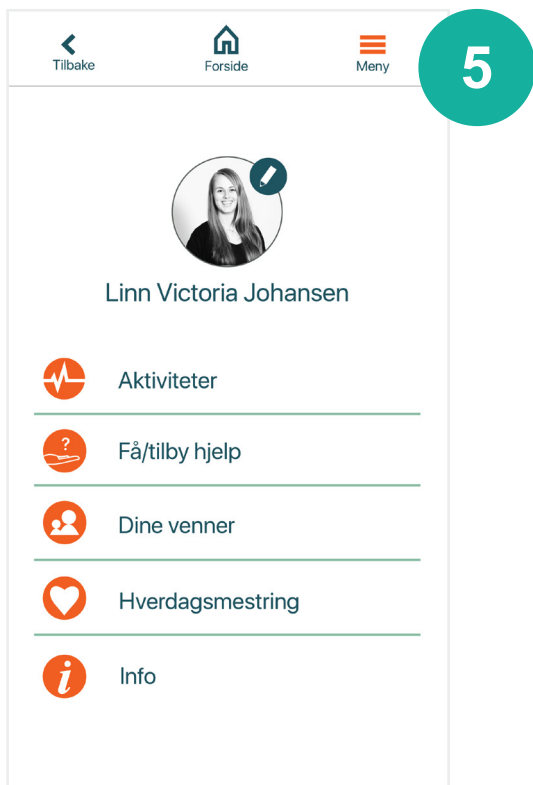 Tilbake
Forside
Meny
5
Linn Victoria Johansen
?
Aktiviteter
Få/tilby hjelp
Dine venner
Hverdagsmestring
i
Info